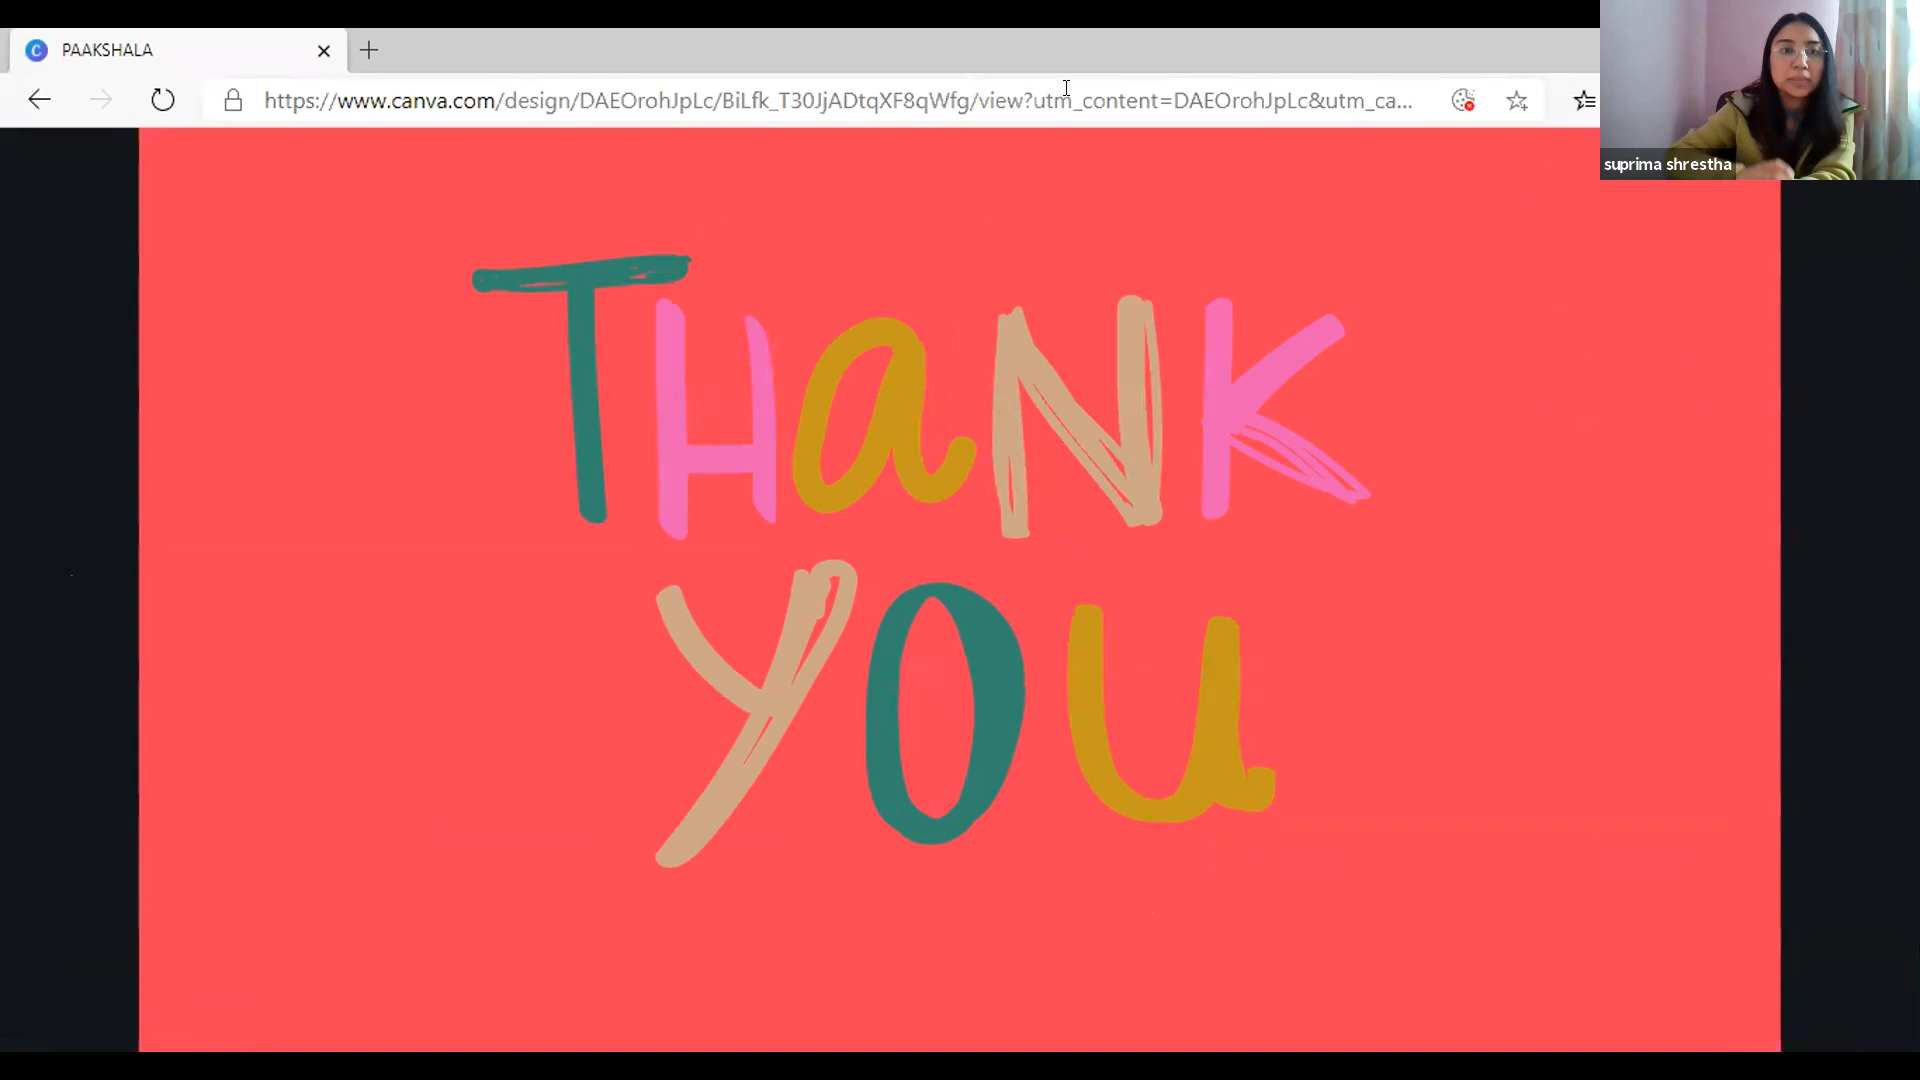 PAAKSHALA
https://www.canva.com/design/DAEOrohJpLc/BiLfk_T30JjADtqXF8qWfg/view?utm_content=DAEOrohJpLc&utm_ca...
suprima shrestha
THANK
YOU